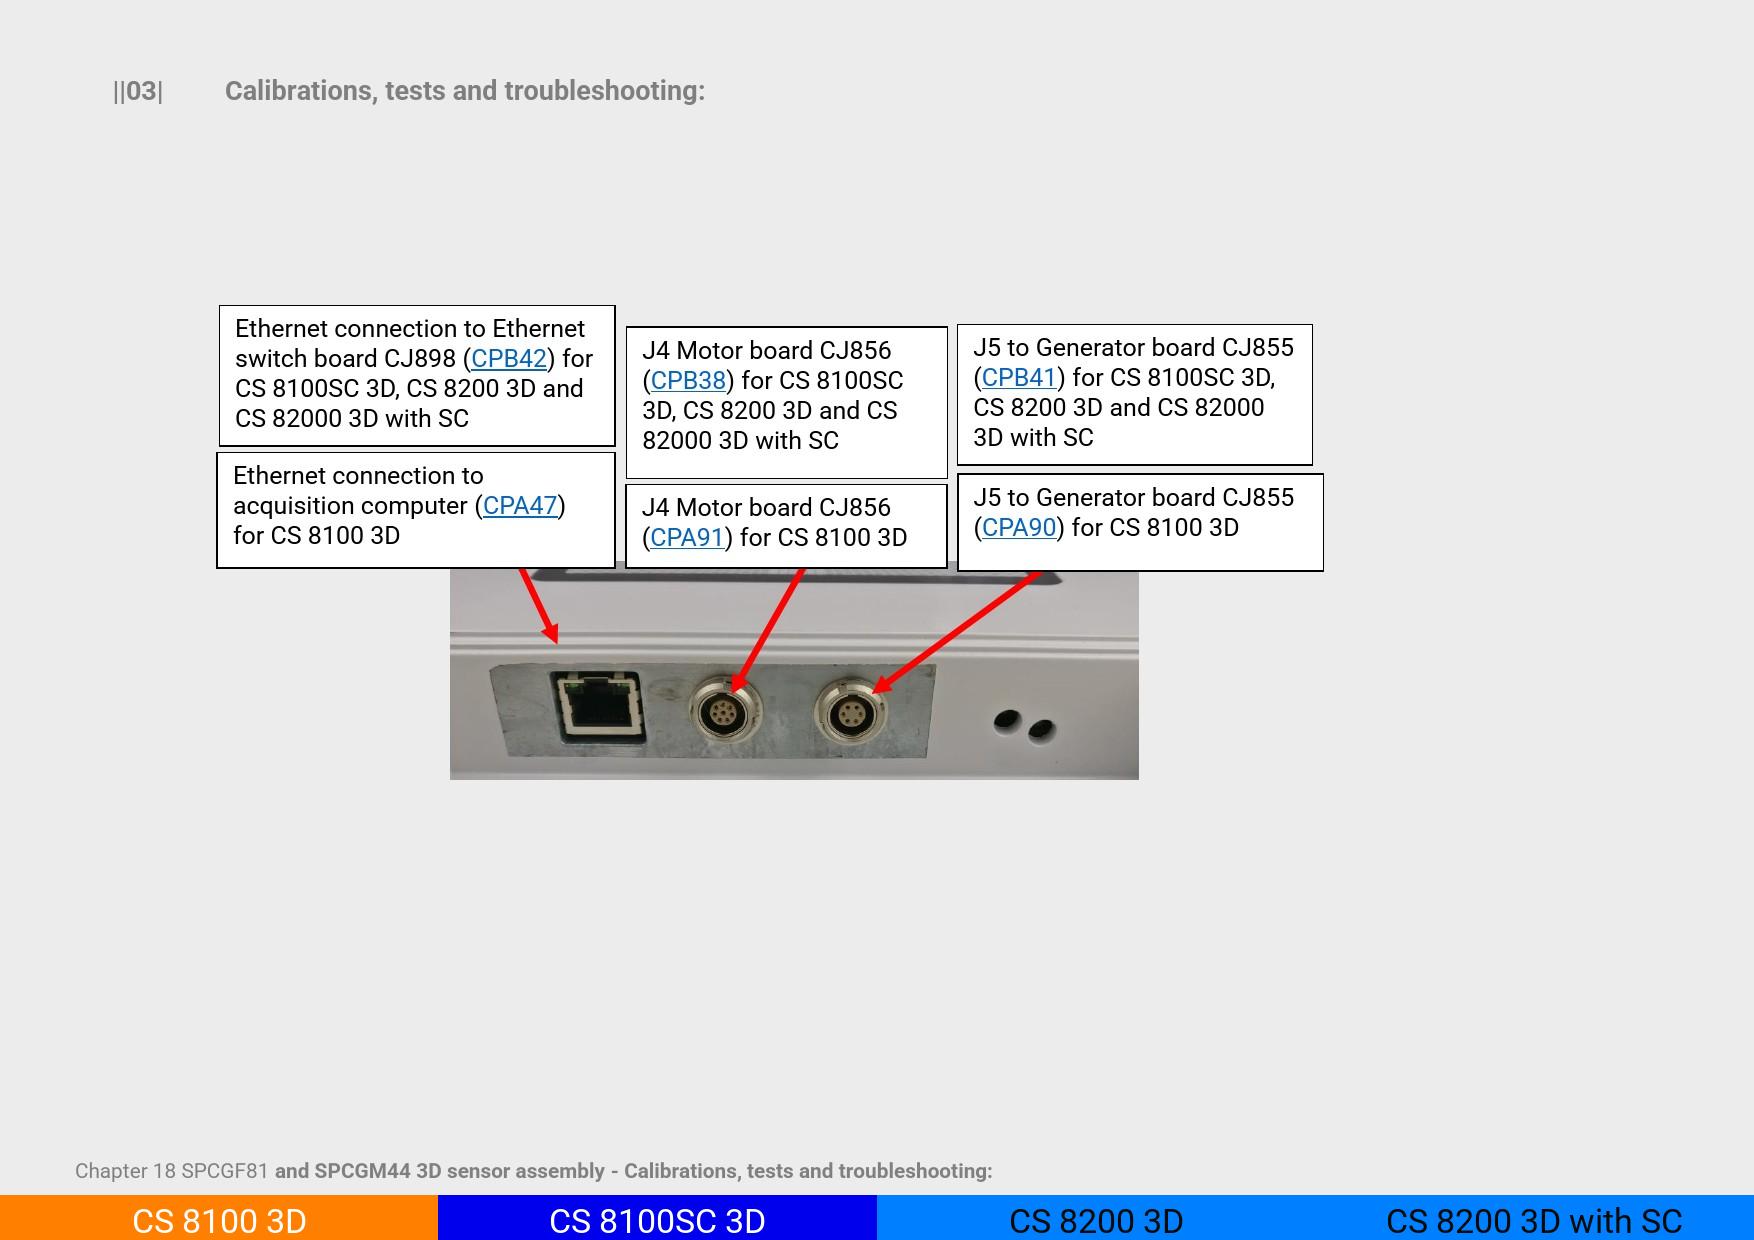 ||03| Calibrations, tests and troubleshooting:
Ethernet connection to Ethernet
switch board CJ898 (CPB42) for
CS 8100SC 3D, CS 8200 3D and
CS 82000 3D with SC
J4 Motor board CJ856
(CPB38) for CS 8100SC
3D, CS 8200 3D and CS
82000 3D with SC
J5 to Generator board CJ855
(CPB41) for CS 8100SC 3D,
CS 8200 3D and CS 82000
3D with SC
Ethernet connection to
acquisition computer (CPA47)
for CS 8100 3D
J4 Motor board CJ856
(CPA91) for CS 8100 3D
J5 to Generator board CJ855
(CPA90) for CS 8100 3D
Chapter 18 SPCGF81 and SPCGM44 3D sensor assembly - Calibrations, tests and troubleshooting:
CS 8100 3D CS 8100SC 3D CS 8200 3D CS 8200 3D with SC